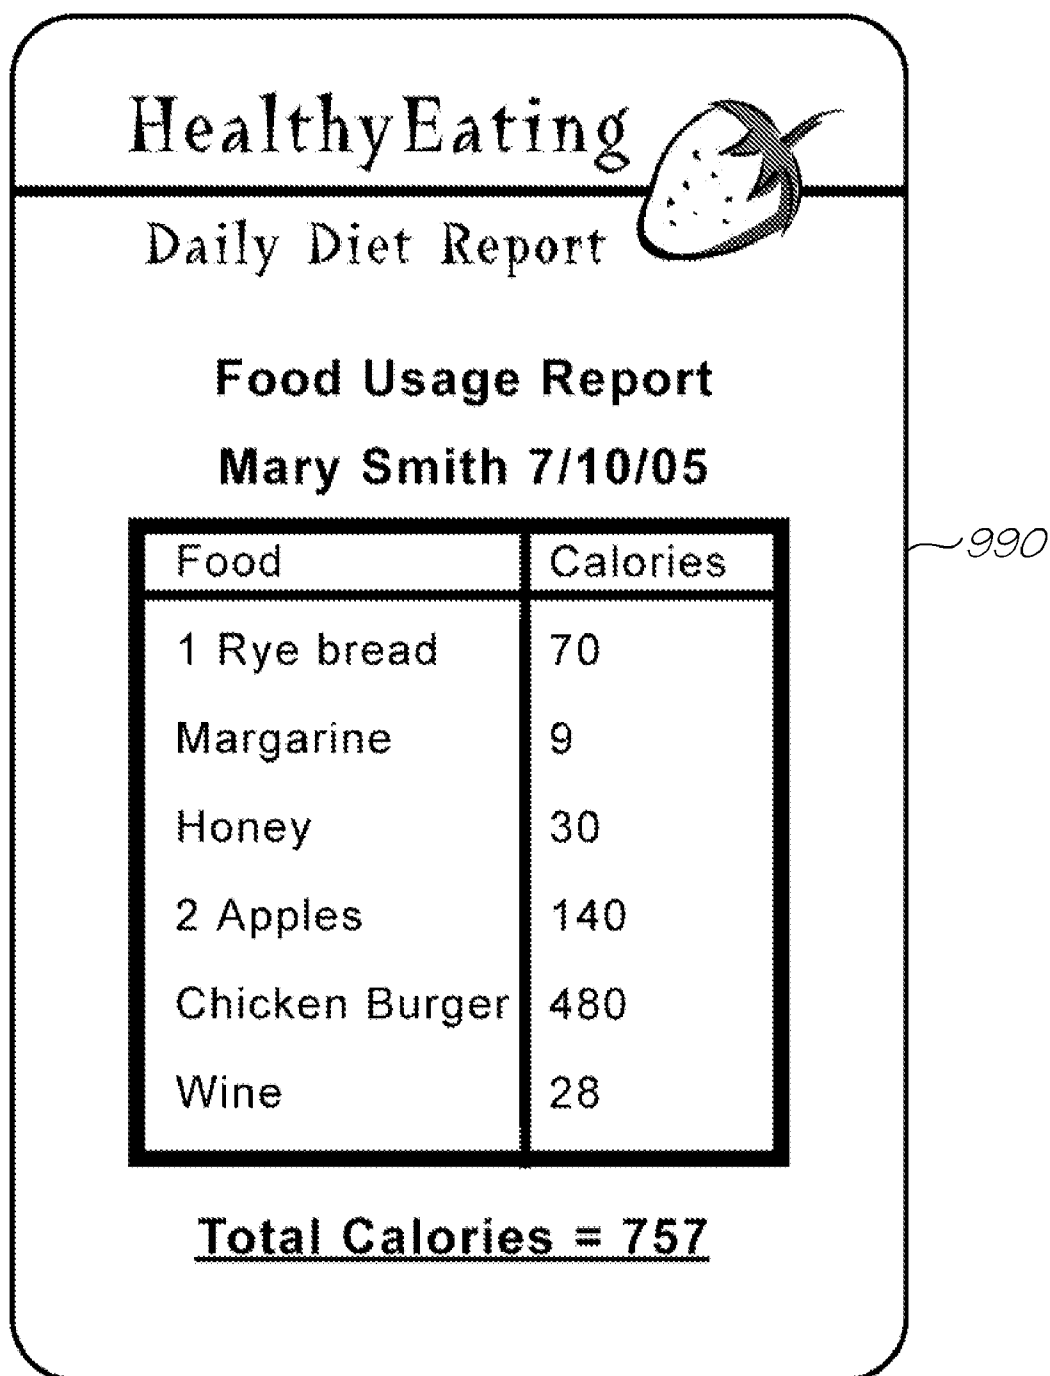 HealthyEating
Daily Diet Report
Food Usage Report
Mary Smith 7/10/05
Food Calories
1 Rye bread 70
Margarine 9
Honey 30
2 Apples 140
Chicken Burger 480
Wine 28
Total Calories = 757
990